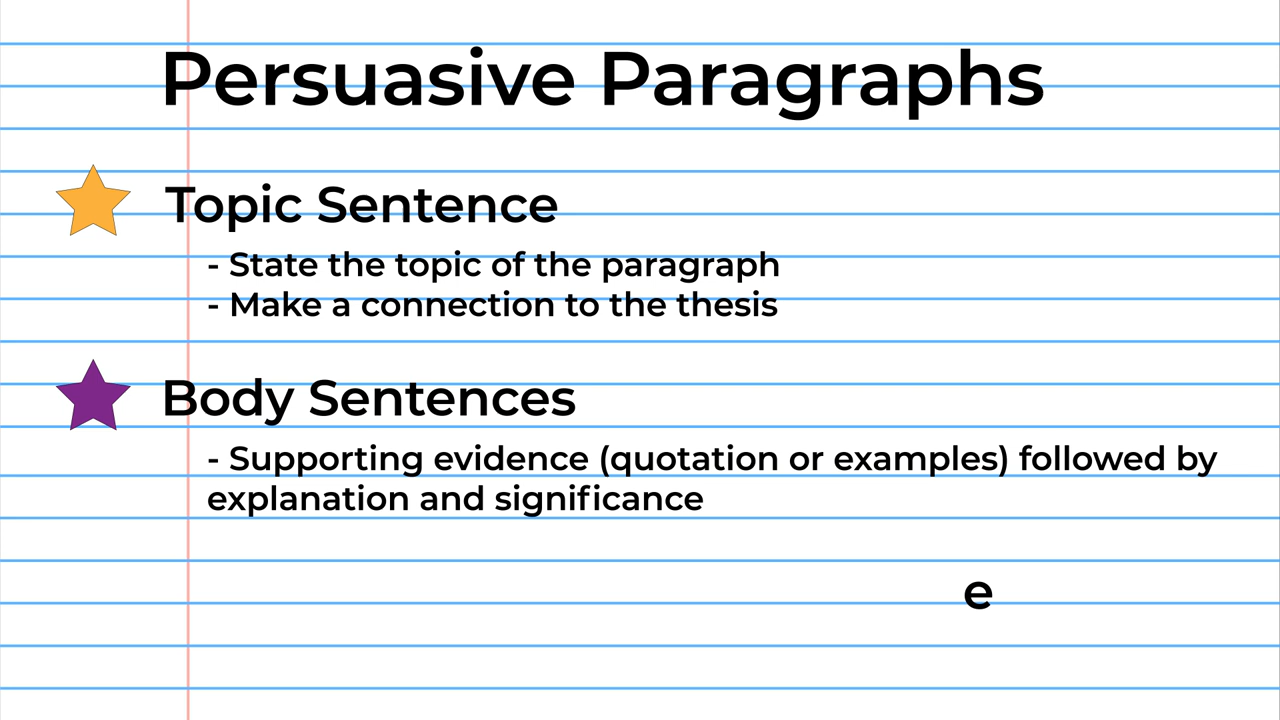 Persuasive Paragraphs
Topic Sentence
- State the topic of the paragraph
- Make a connection to the thesis
Body Sentences
- Supporting evidence (quotation or examples) followed by
explanation and significance
e